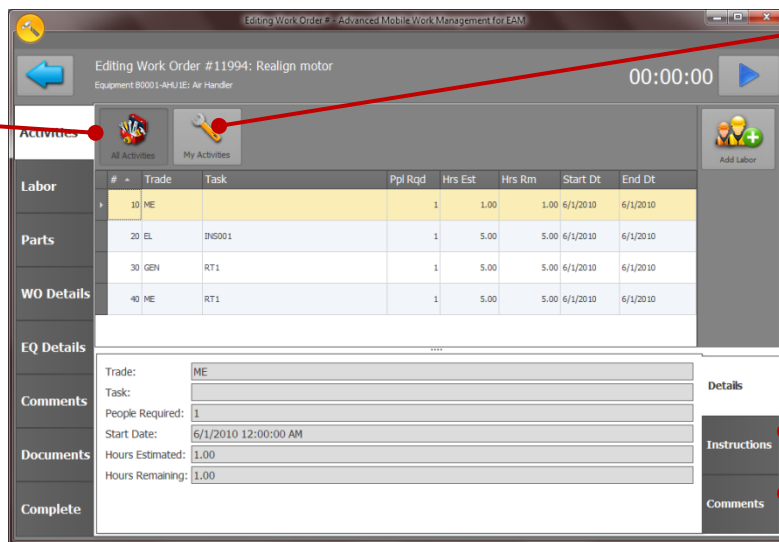 Editing Work Order # - Advanced Mobile Work Management for EAM
Editing Work Order #11994: Realign motor
Equipment B0001-AHU1E: Air Handler
00:00:00
Activities
Labor
Parts
WO Details
EQ Details
Comments
Documents
Complete
All Activities
My Activities
Add Labor
# Trade Task Ppl Rqd Hrs Est Hrs Rm Start Dt End Dt
10 ME 1 1.00 1.00 6/1/2010 6/1/2010
20 EL INS001 1 5.00 5.00 6/1/2010 6/1/2010
30 GEN RT1 1 5.00 5.00 6/1/2010 6/1/2010
40 ME RT1 1 5.00 5.00 6/1/2010 6/1/2010
Trade: ME
Task:
People Required: 1
Start Date: 6/1/2010 12:00:00 AM
Hours Estimated: 1.00
Hours Remaining: 1.00
Details
Instructions
Comments